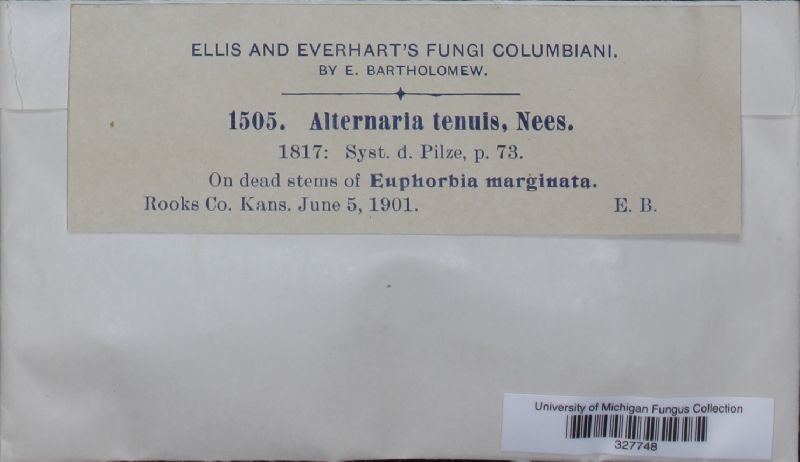 ELLIS AND EVERHART'S FUNGI COLUMBIANI.
BY E. BARTHOLOMEW.
1505. Alternaria tenuis, Nees.
1817: Syst. d. Pilze, p. 73.
On dead stems of Euphorbia marginata.
Rooks Co. Kans. June 5, 1901. E. B.
University of Michigan Fungus Collection
327748